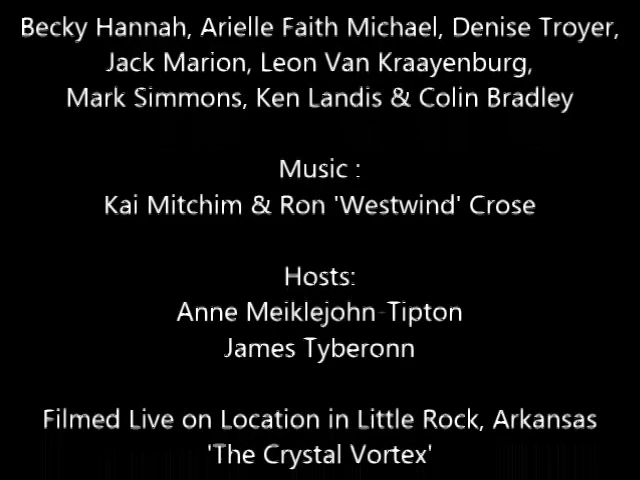 Becky Hannah, Arielle Faith Michael, Denise Troyer,
Jack Marion, Leon Van Kraayenburg,
Mark Simmons, Ken Landis & Colin Bradley
Music :
Kai Mitchim & Ron 'Westwind' Crose
Hosts:
Anne Meiklejohn-Tipton
James Tyberonn
Filmed Live on Location in Little Rock, Arkansas
'The Crystal Vortex'